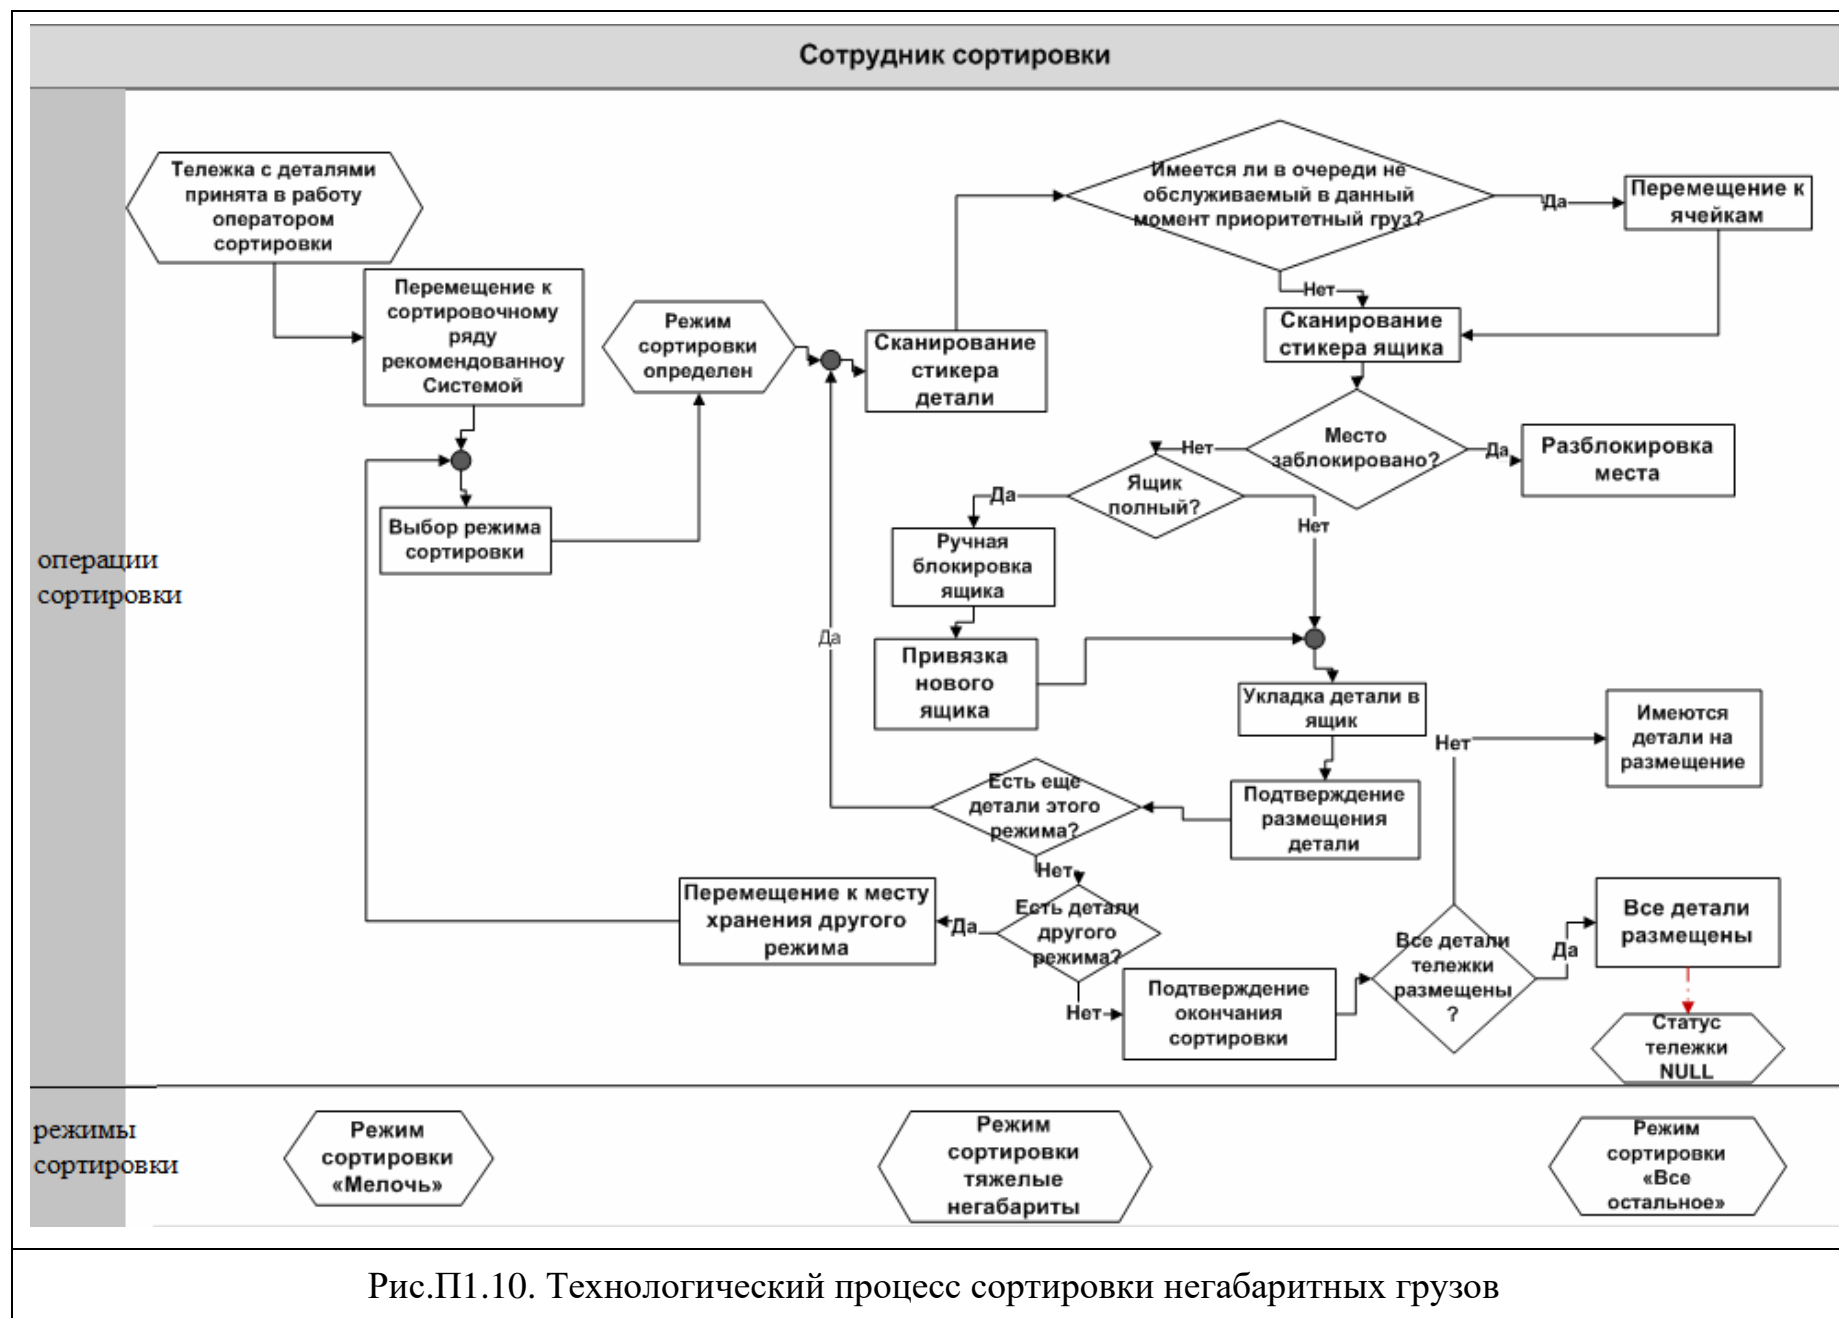 Сотрудник сортировки
Тележка с деталями
принята в работу
оператором
сортировки
Перемещение к
сортировочному
ряду
рекомендованноу
Системой
Выбор режима
сортировки
Режим
сортировки
определен
Сканирование
стикера
детали
Имеется ли в очереди не
обслуживаемый в данный
момент приоритетный груз?
Да
Перемещение к
ячейкам
Нет
Сканирование
стикера ящика
Место
заблокировано?
Да
Разблокировка
места
Нет
Ящик
полный?
Да
Нет
Ручная
блокировка
ящика
Привязка
нового
ящика
Укладка детали в
ящик
Подтверждение
размещения
детали
Есть еще
детали этого
режима?
Да
Нет
Есть детали
другого
режима?
Да
Перемещение к месту
хранения другого
режима
Нет
Подтверждение
окончания
сортировки
Все детали
тележки
размещены
?
Нет
Имеются
детали на
размещение
Да
Все детали
размещены
Статус
тележки
NULL
операции
сортировки
режимы
сортировки
Режим
сортировки
«Мелочь»
Режим
сортировки
тяжелые
негабариты
Режим
сортировки
«Все
остальное»
Рис.П1.10. Технологический процесс сортировки негабаритных грузов